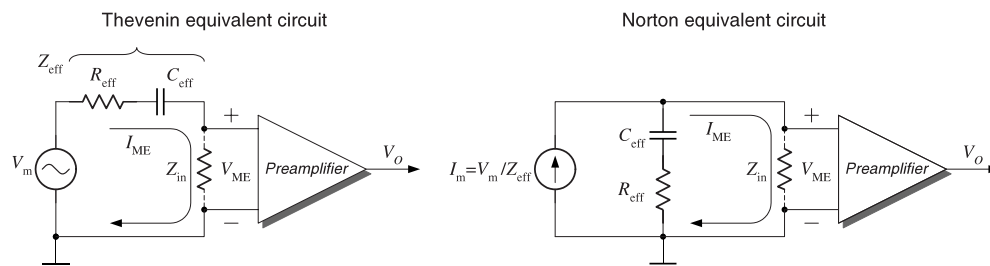 Thevenin equivalent circuit
Z_eff
R_eff
C_eff
+
I_ME
V_m
Z_in
V_ME
Preamplifier
V_O
−
Norton equivalent circuit
I_m=V_m/Z_eff
C_eff
R_eff
I_ME
+
Z_in
V_ME
Preamplifier
V_O
−